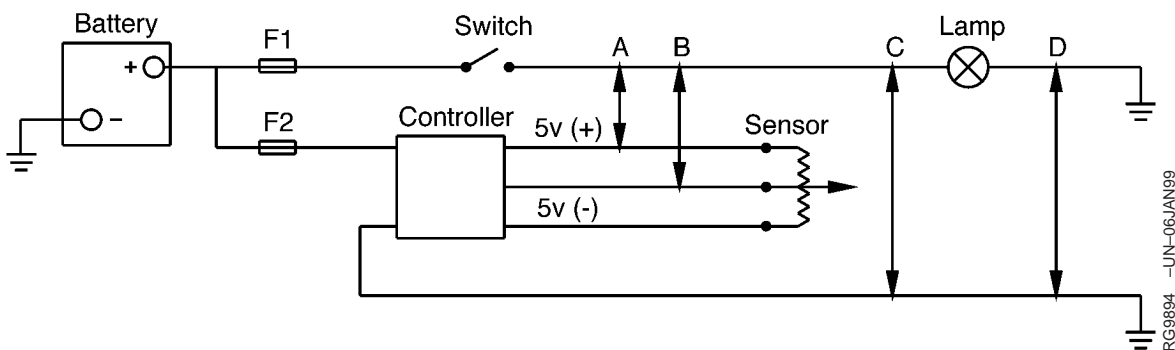 Battery
F1
Switch
A
B
C
Lamp
D
+
−
F2
Controller
5v (+)
Sensor
5v (-)
RG9894 –UN–06JAN99